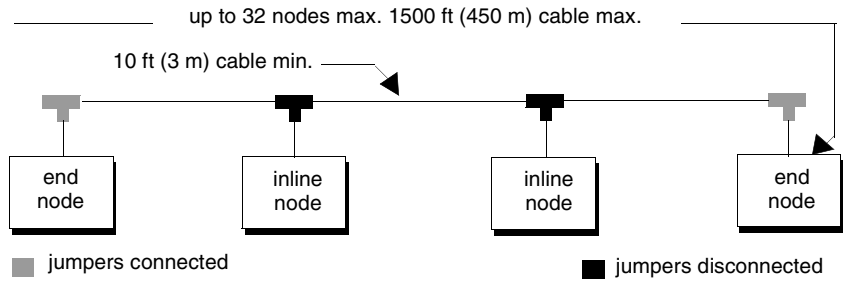 up to 32 nodes max. 1500 ft (450 m) cable max.
10 ft (3 m) cable min.
end
node
inline
node
inline
node
end
node
jumpers connected
jumpers disconnected